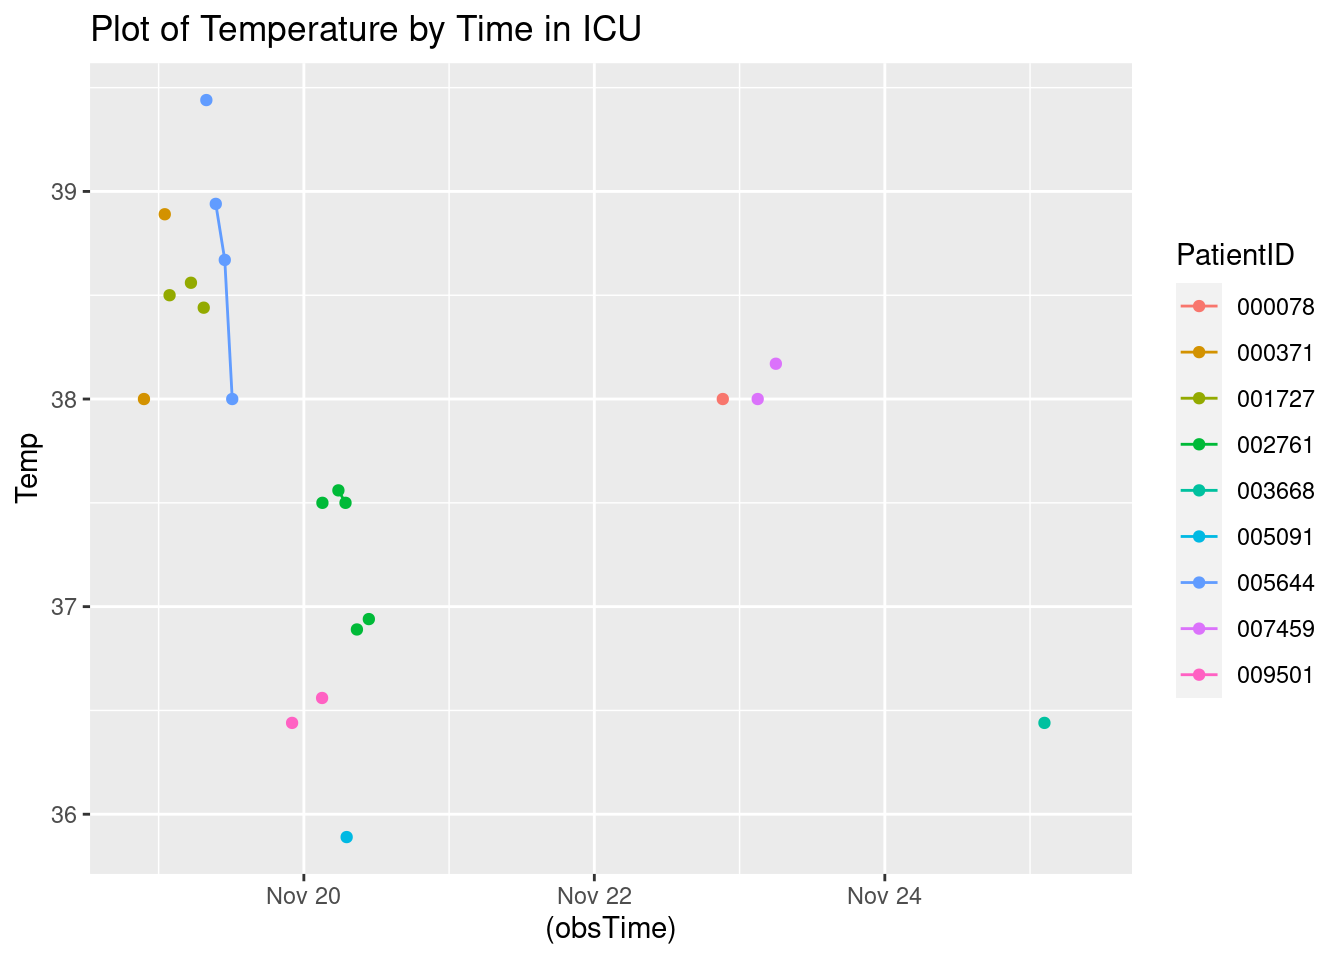 Plot of Temperature by Time in ICU
39
38
37
36
Temp
Nov 20
Nov 22
Nov 24
(obsTime)
PatientID
000078
000371
001727
002761
003668
005091
005644
007459
009501